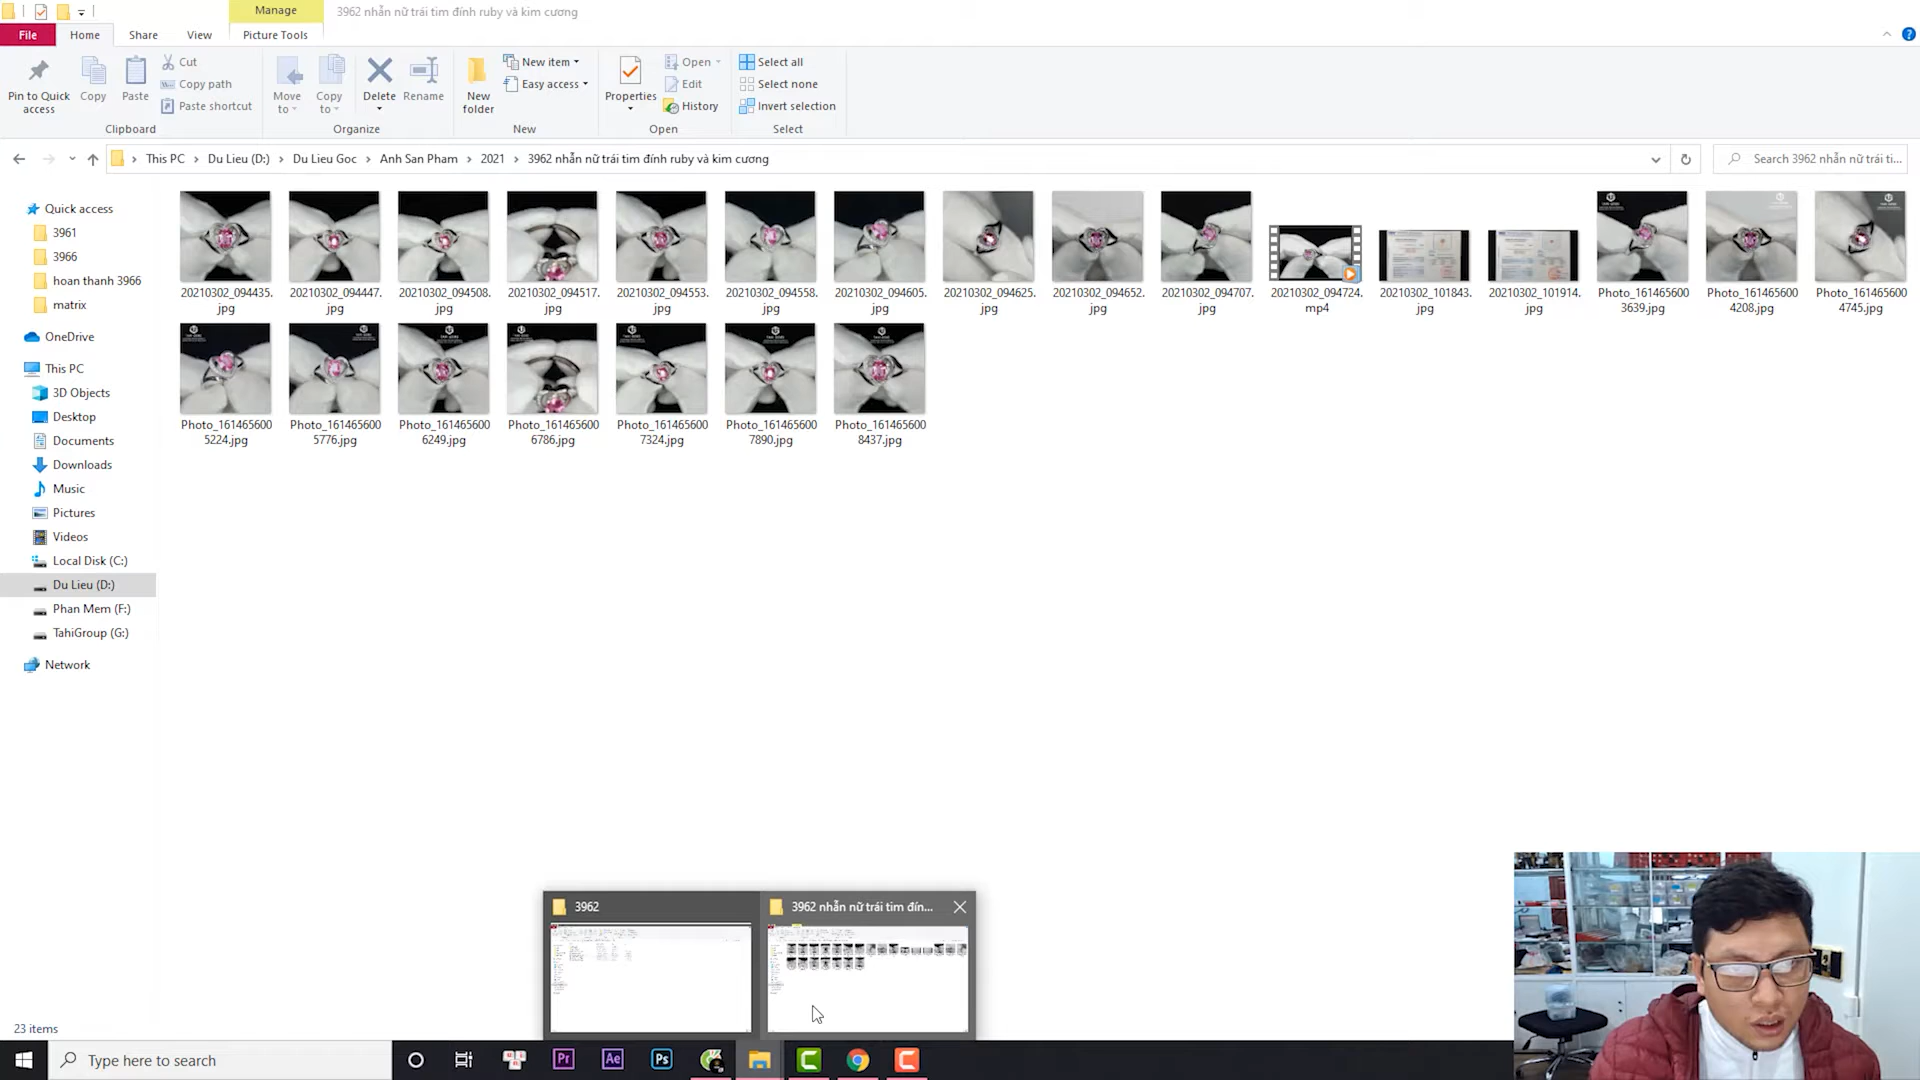 Manage
3962 nhẫn nữ trái tim đính ruby và kim cương
File
Home
Share
View
Picture Tools
Pin to Quick access
Copy
Paste
Cut
Copy path
Paste shortcut
Clipboard
Move to
Copy to
Delete
Rename
Organize
New folder
New item
Easy access
New
Properties
Open
Edit
History
Open
Select all
Select none
Invert selection
Select
This PC > Du Lieu (D:) > Du Lieu Goc > Anh San Pham > 2021 > 3962 nhẫn nữ trái tim đính ruby và kim cương
Search 3962 nhẫn nữ trái ti...
Quick access
3961
3966
hoan thanh 3966
matrix
OneDrive
This PC
3D Objects
Desktop
Documents
Downloads
Music
Pictures
Videos
Local Disk (C:)
Du Lieu (D:)
Phan Mem (F:)
TahiGroup (G:)
Network
20210302_094435.jpg
20210302_094447.jpg
20210302_094508.jpg
20210302_094517.jpg
20210302_094553.jpg
20210302_094558.jpg
20210302_094605.jpg
20210302_094625.jpg
20210302_094652.jpg
20210302_094707.jpg
20210302_094724.mp4
20210302_101843.jpg
20210302_101914.jpg
Photo_1614656003639.jpg
Photo_1614656004208.jpg
Photo_1614656004745.jpg
Photo_1614656005224.jpg
Photo_1614656005776.jpg
Photo_1614656006249.jpg
Photo_1614656006786.jpg
Photo_1614656007324.jpg
Photo_1614656007890.jpg
Photo_1614656008437.jpg
3962
3962 nhẫn nữ trái tim đín...
23 items
Type here to search
Pr
Ae
Ps